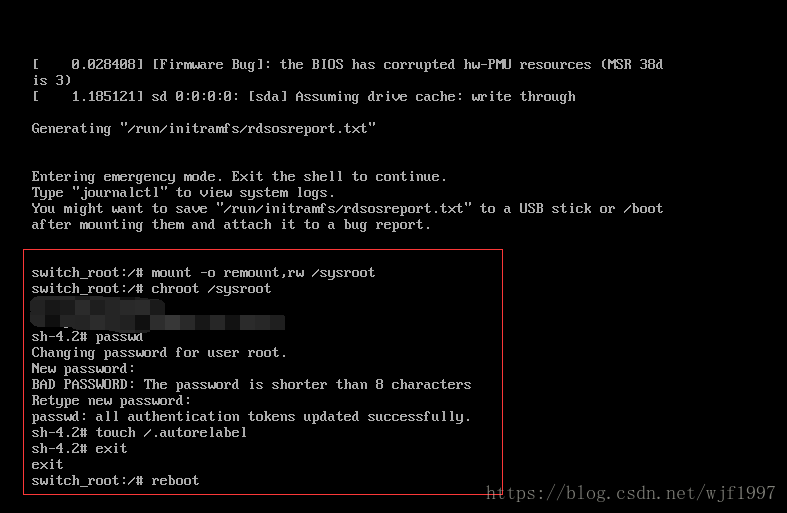 [    0.028408] [Firmware Bug]: the BIOS has corrupted hw-PMU resources (MSR 38d
is 3)
[    1.185121] sd 0:0:0:0: [sda] Assuming drive cache: write through
Generating "/run/initramfs/rdsosreport.txt"
Entering emergency mode. Exit the shell to continue.
Type "journalctl" to view system logs.
You might want to save "/run/initramfs/rdsosreport.txt" to a USB stick or /boot
after mounting them and attach it to a bug report.
switch_root:/# mount -o remount,rw /sysroot
switch_root:/# chroot /sysroot
sh-4.2# passwd
Changing password for user root.
New password:
BAD PASSWORD: The password is shorter than 8 characters
Retype new password:
passwd: all authentication tokens updated successfully.
sh-4.2# touch /.autorelabel
sh-4.2# exit
exit
switch_root:/# reboot
https://blog.csdn.net/wjf1997